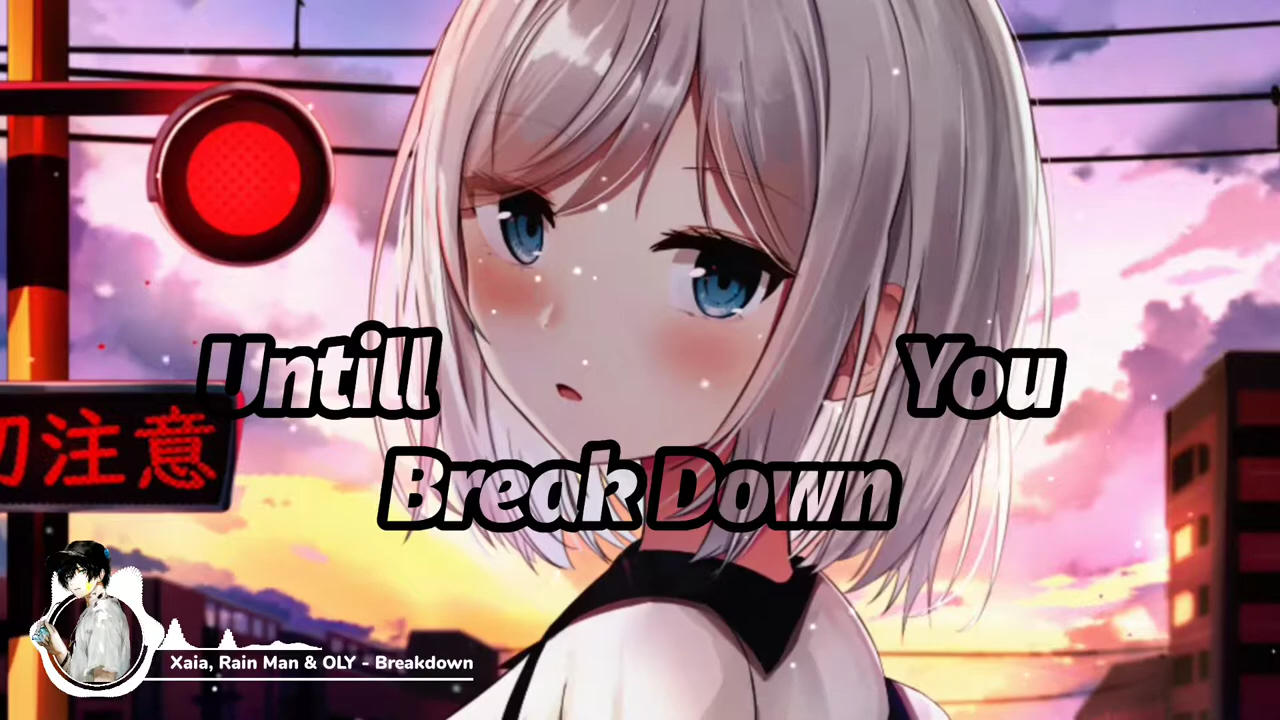 Untill You
注意
Break Down
Xaia, Rain Man & OLY - Breakdown